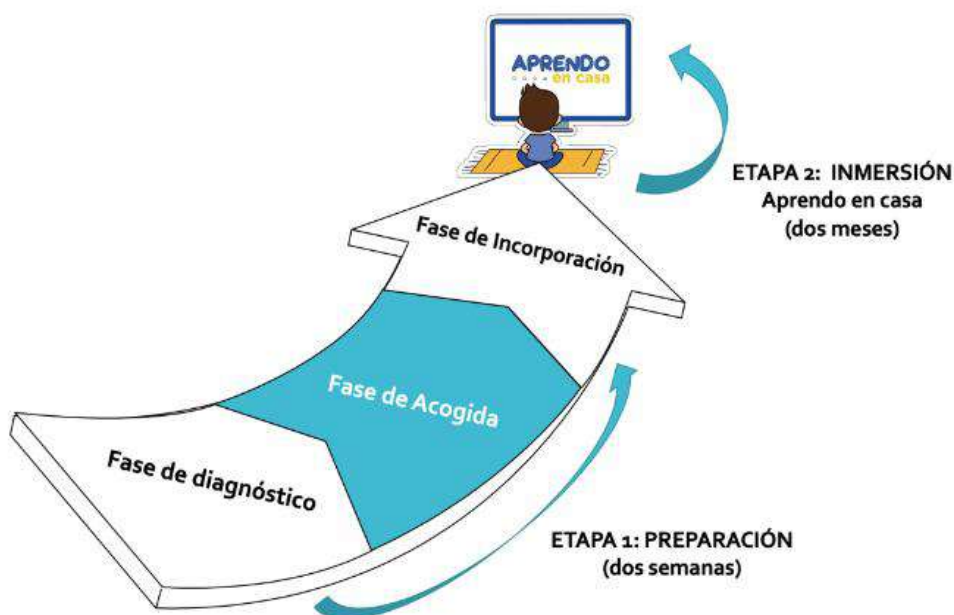 APRENDO
en casa
ETAPA 2: INMERSIÓN
Aprendo en casa
(dos meses)
Fase de Incorporación
Fase de Acogida
Fase de diagnóstico
ETAPA 1: PREPARACIÓN
(dos semanas)